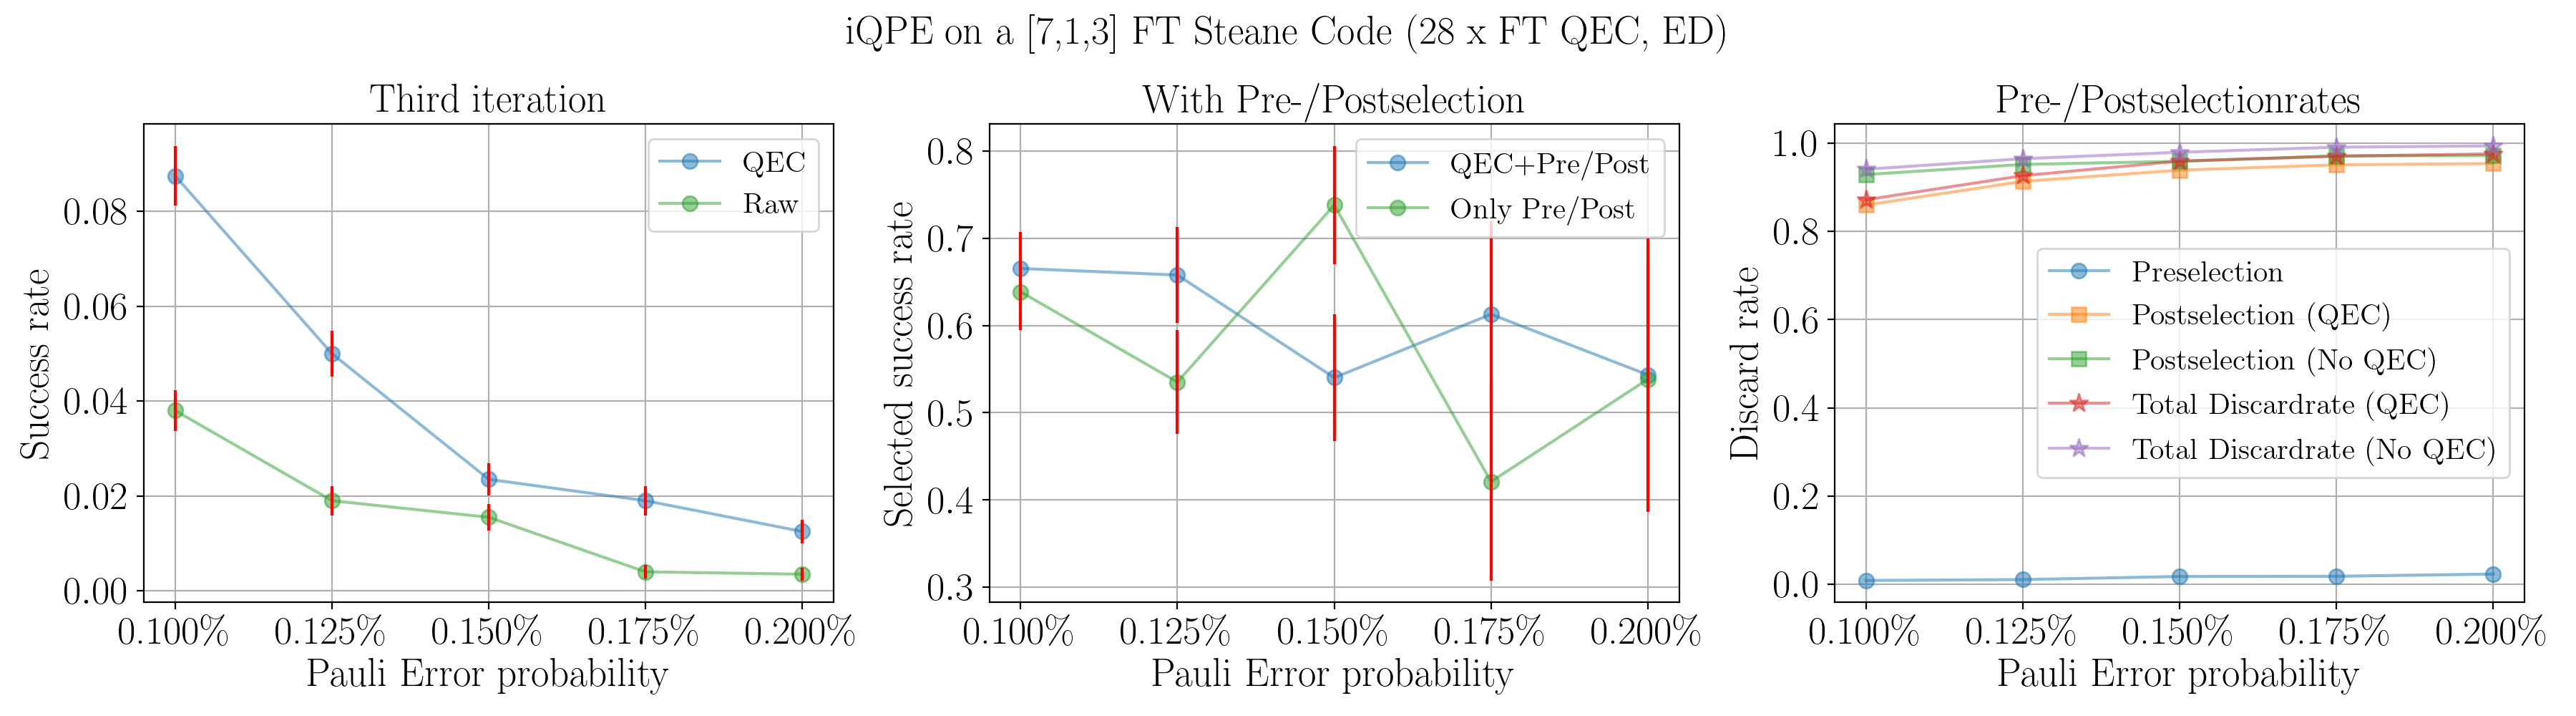 iQPE on a [7,1,3] FT Steane Code (28 x FT QEC, ED)
Third iteration
Success rate
0.08
0.06
0.04
0.02
0.00
QEC
Raw
0.100% 0.125% 0.150% 0.175% 0.200%
Pauli Error probability
With Pre-/Postselection
Selected success rate
0.8
0.7
0.6
0.5
0.4
0.3
QEC+Pre/Post
Only Pre/Post
0.100% 0.125% 0.150% 0.175% 0.200%
Pauli Error probability
Pre-/Postselectionrates
Discard rate
1.0
0.8
0.6
0.4
0.2
0.0
Preselection
Postselection (QEC)
Postselection (No QEC)
Total Discardrate (QEC)
Total Discardrate (No QEC)
0.100% 0.125% 0.150% 0.175% 0.200%
Pauli Error probability